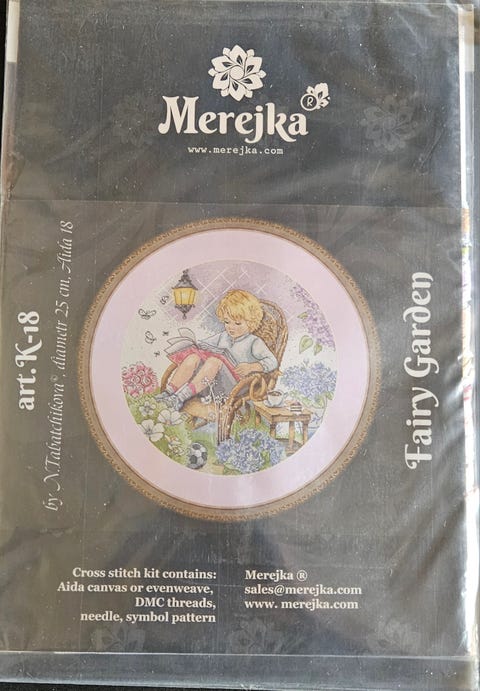 Merejka ®
www.merejka.com
art.K-18
by N.Tabatchikova©, diametr 25 cm, Aida 18
Fairy Garden
Cross stitch kit contains:
Aida canvas or evenweave,
DMC threads,
needle, symbol pattern
Merejka ®
sales@merejka.com
www. merejka.com